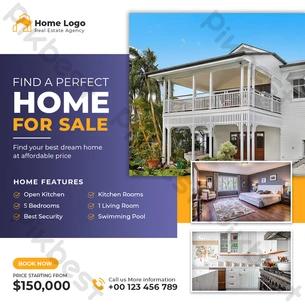 Home Logo
Real Estate Agency
FIND A PERFECT
HOME
FOR SALE
Find your best dream home
at affordable price
HOME FEATURES
Open Kitchen
Kitchen Rooms
5 Bedrooms
1 Living Room
Best Security
Swimming Pool
BOOK NOW
PRICE STARTING FROM
$150,000
Call us More information
+00 123 456 789